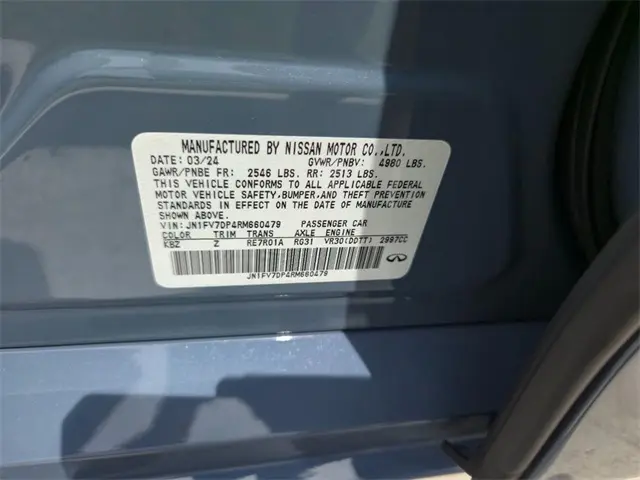 MANUFACTURED BY NISSAN MOTOR CO.,LTD.
DATE: 03/24 GVWR/PNBV: 4980 LBS.
GAWR/PNBE FR: 2546 LBS. RR: 2513 LBS.
THIS VEHICLE CONFORMS TO ALL APPLICABLE FEDERAL
MOTOR VEHICLE SAFETY,BUMPER,AND THEFT PREVENTION
STANDARDS IN EFFECT ON THE DATE OF MANUFACTURE
SHOWN ABOVE.
VIN: JN1FV7DP4RM660479 PASSENGER CAR
COLOR TRIM TRANS AXLE ENGINE
KBZ Z RE7R01A RG31 VR30(DDTT) 2997CC
JN1FV7DP4RM660479